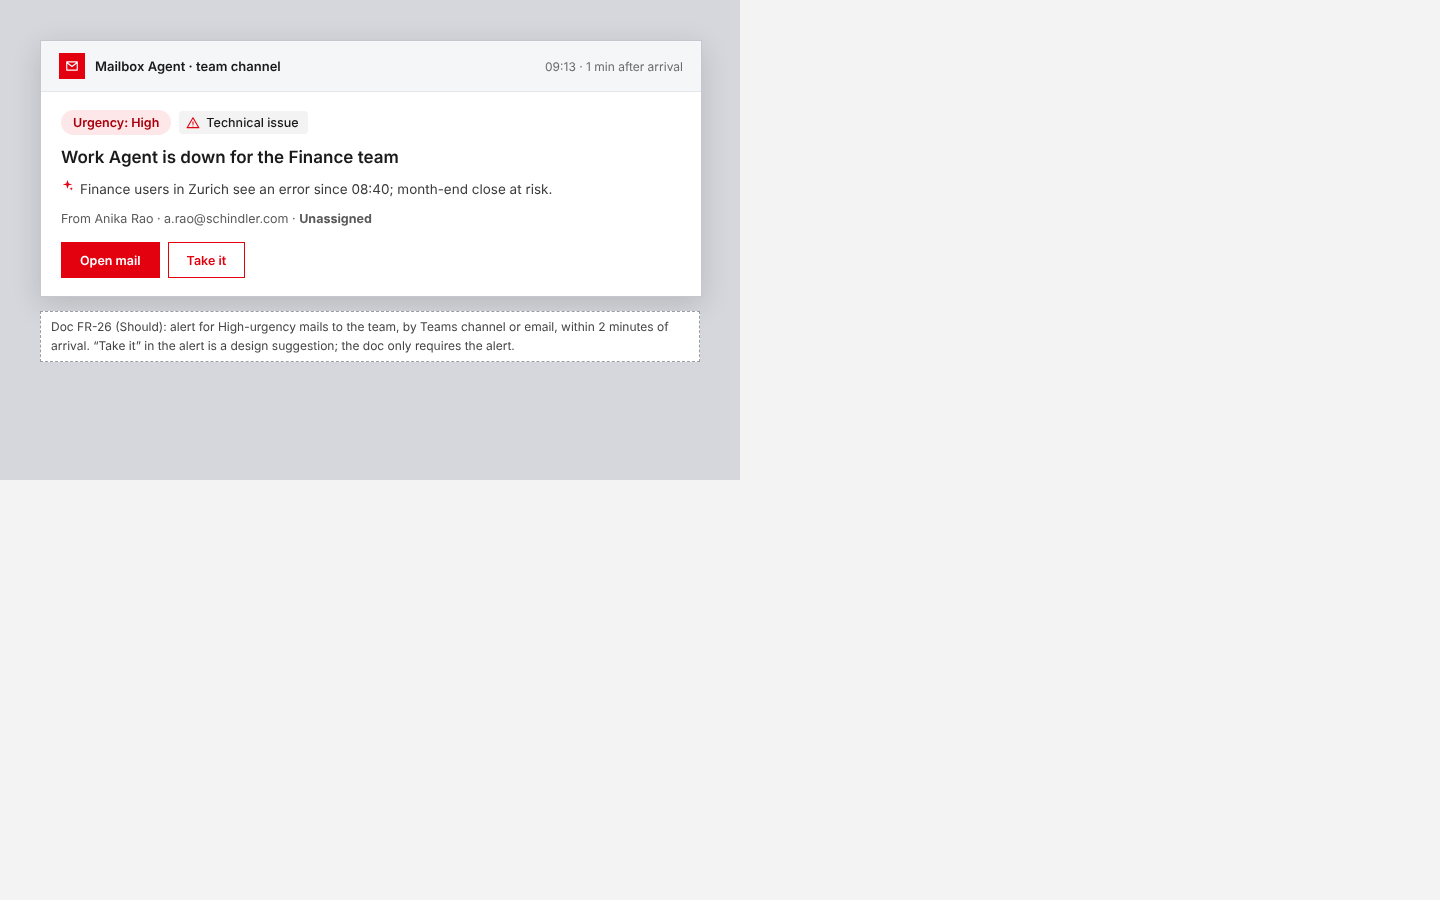 Mailbox Agent · team channel
09:13 · 1 min after arrival
Urgency: High
Technical issue
Work Agent is down for the Finance team
Finance users in Zurich see an error since 08:40; month-end close at risk.
From Anika Rao · a.rao@schindler.com · Unassigned
Open mail
Take it
Doc FR-26 (Should): alert for High-urgency mails to the team, by Teams channel or email, within 2 minutes of
arrival. “Take it” in the alert is a design suggestion; the doc only requires the alert.